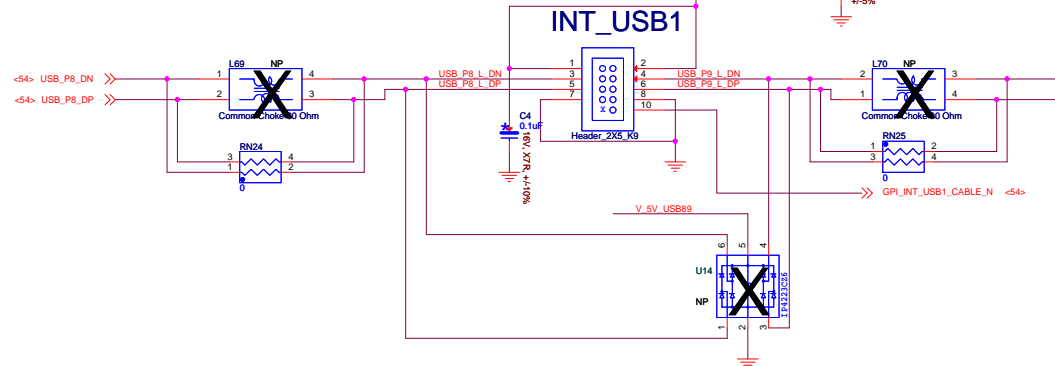 +/-5%
INT_USB1
L69
NP
<54> USB_P8_DN
<54> USB_P8_DP
1
4
2
3
Common Choke 90 Ohm
RN24
3
4
1
2
0
USB_P8_L_DN
USB_P8_L_DP
1
2
3
4
5
6
7
8
10
X
Header_2X5_K9
C4
0.1uF
16V, X7R, +/-10%
USB_P9_L_DN
USB_P9_L_DP
L70
NP
2
3
1
4
Common Choke 90 Ohm
RN25
1
2
3
4
0
GPI_INT_USB1_CABLE_N
<54>
V_5V_USB89
6
5
4
U14
NP
IP4223CZ6
1
2
3